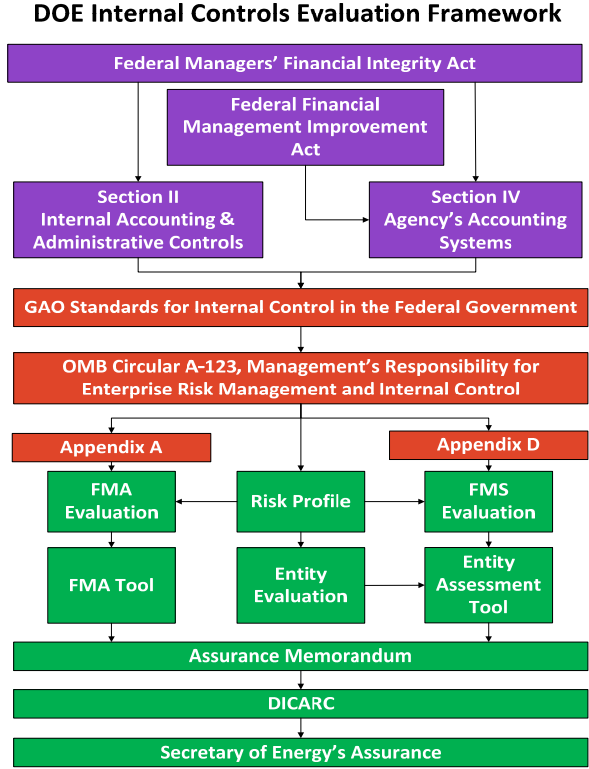 DOE Internal Controls Evaluation Framework
Federal Managers’ Financial Integrity Act
Federal Financial
Management Improvement
Act
Section II
Internal Accounting &
Administrative Controls
Section IV
Agency’s Accounting
Systems
GAO Standards for Internal Control in the Federal Government
OMB Circular A-123, Management’s Responsibility for
Enterprise Risk Management and Internal Control
Appendix A
Appendix D
FMA
Evaluation
Risk Profile
FMS
Evaluation
FMA Tool
Entity
Evaluation
Entity
Assessment
Tool
Assurance Memorandum
DICARC
Secretary of Energy’s Assurance